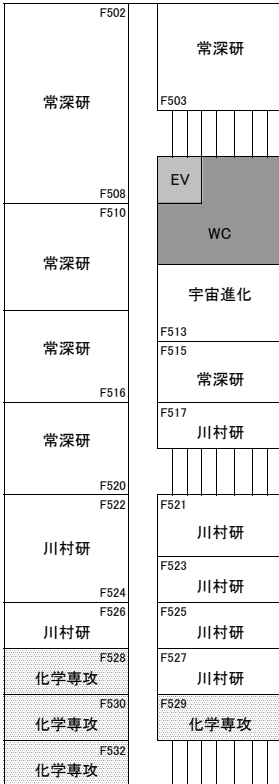 F502
常深研
F508
F510
常深研
常深研
F516
常深研
F520
F522
川村研
F524
F526
川村研
F528
化学専攻
F530
化学専攻
F532
化学専攻
常深研
F503
EV
WC
宇宙進化
F513
F515
常深研
F517
川村研
F521
川村研
F523
川村研
F525
川村研
F527
川村研
F529
化学専攻